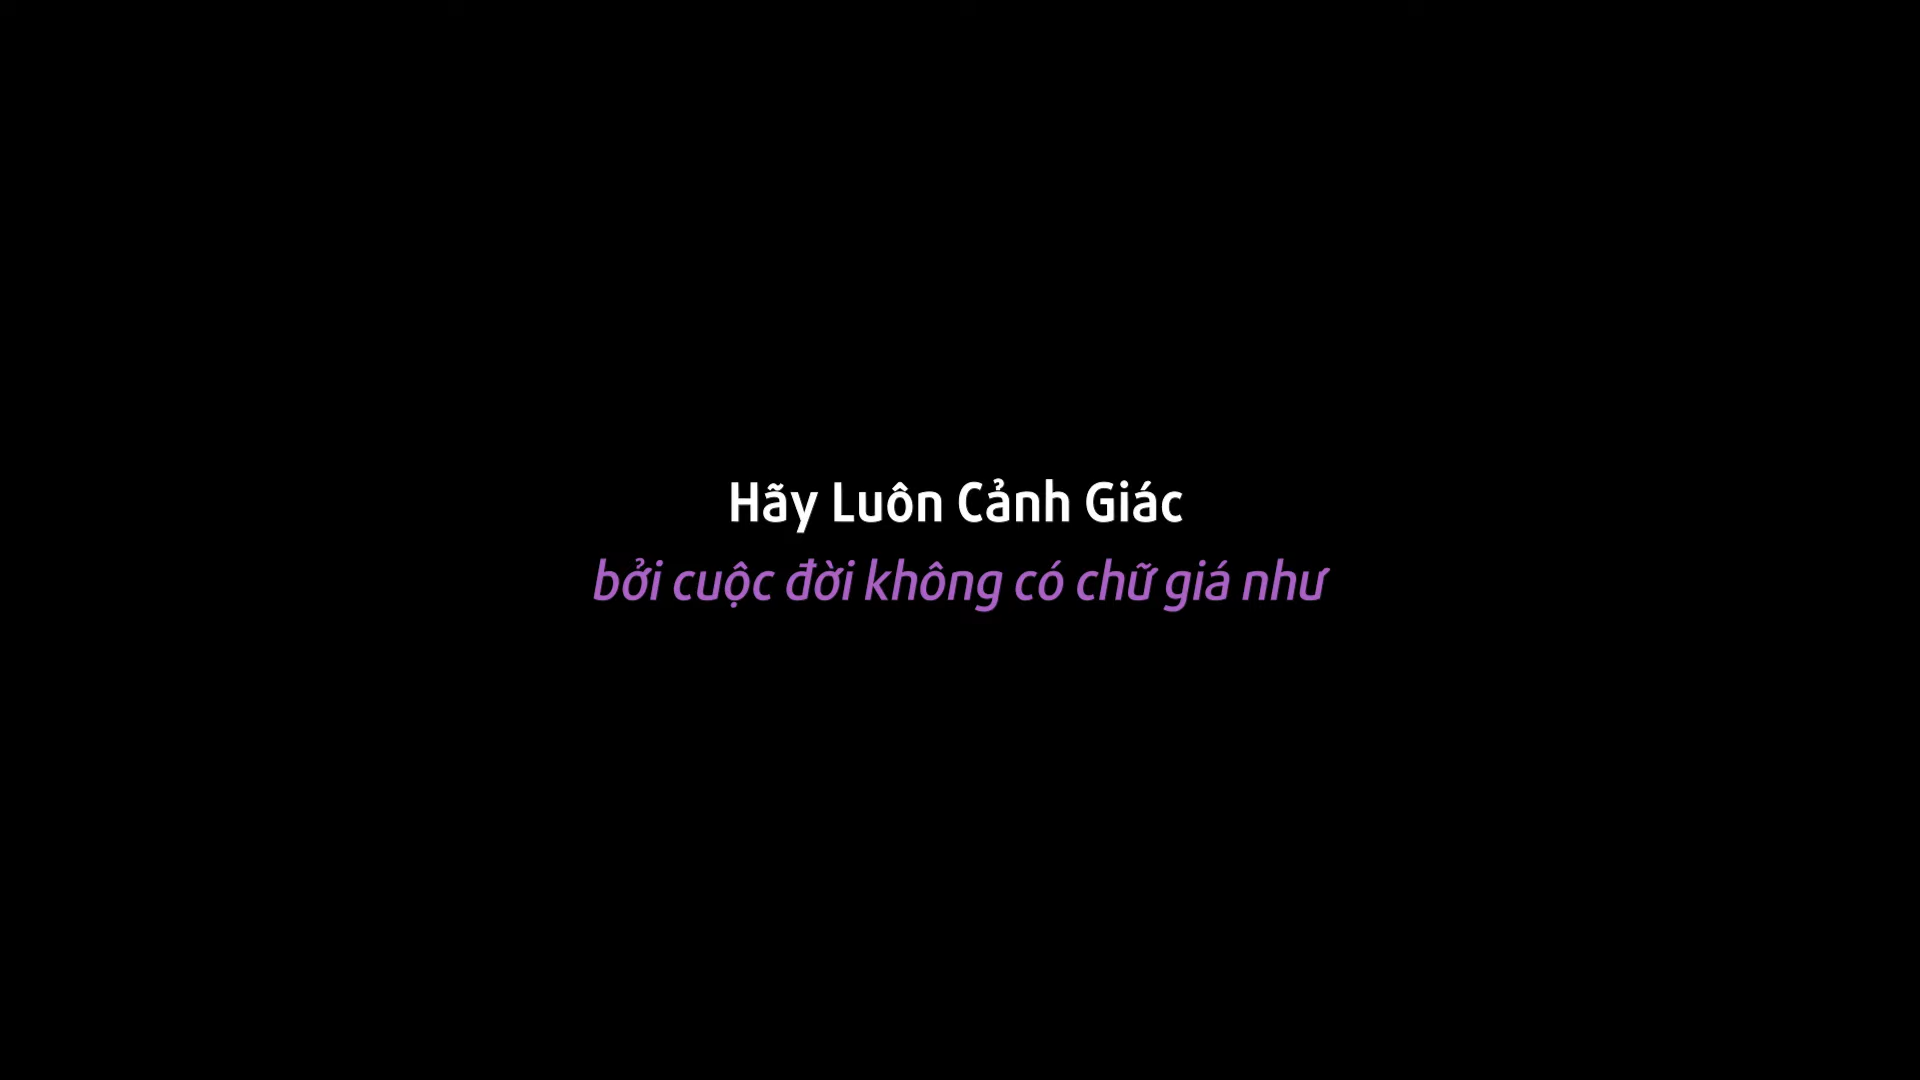 Hãy Luôn Cảnh Giác
bởi cuộc đời không có chữ giá như